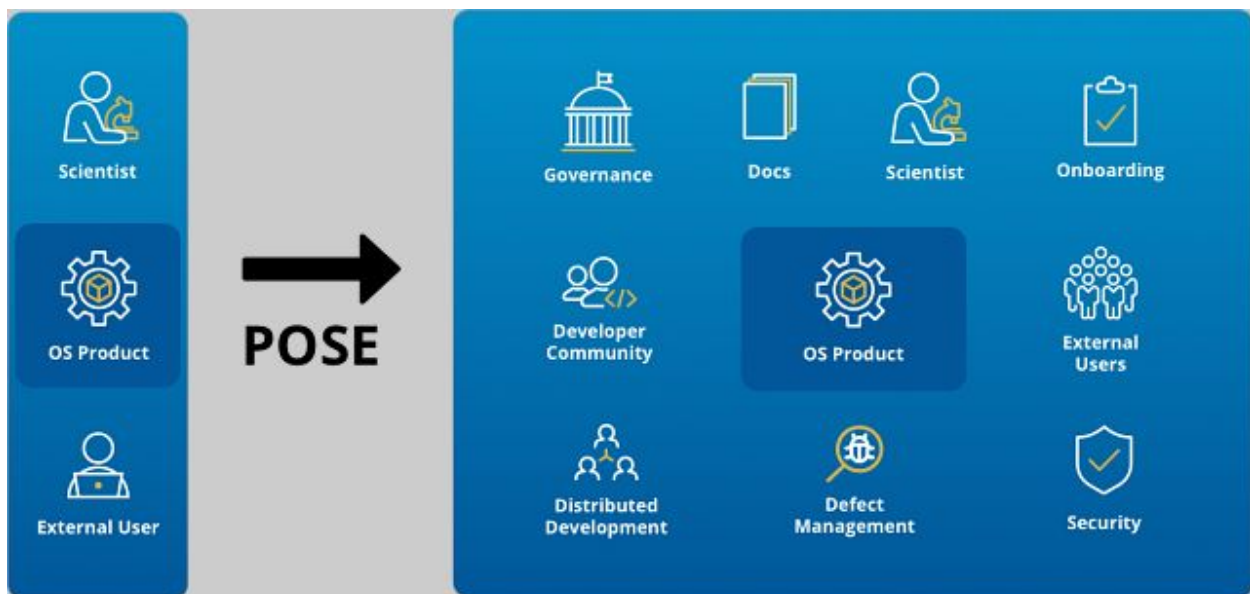 Scientist
OS Product
External User
POSE
Governance
Docs
Scientist
Onboarding
Developer
Community
OS Product
External
Users
Distributed
Development
Defect
Management
Security